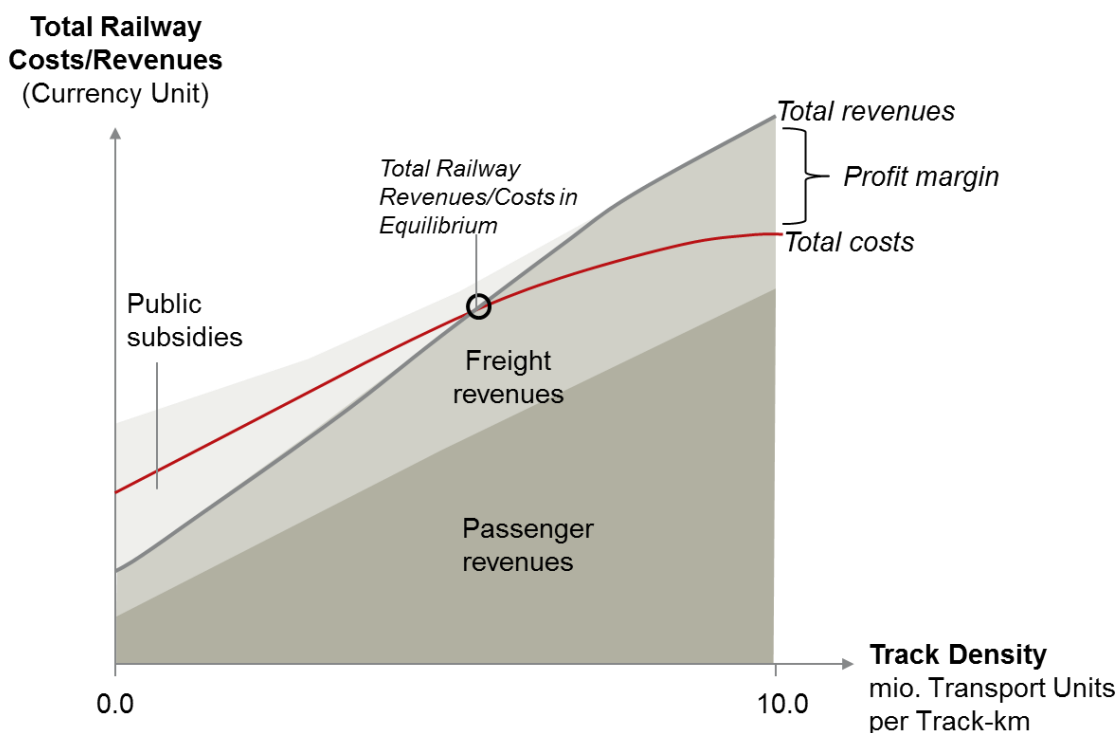 Total Railway
Costs/Revenues
(Currency Unit)
Total revenues
Profit margin
Total costs
Total Railway
Revenues/Costs in
Equilibrium
Public
subsidies
Freight
revenues
Passenger
revenues
Track Density
mio. Transport Units
per Track-km
0.0
10.0